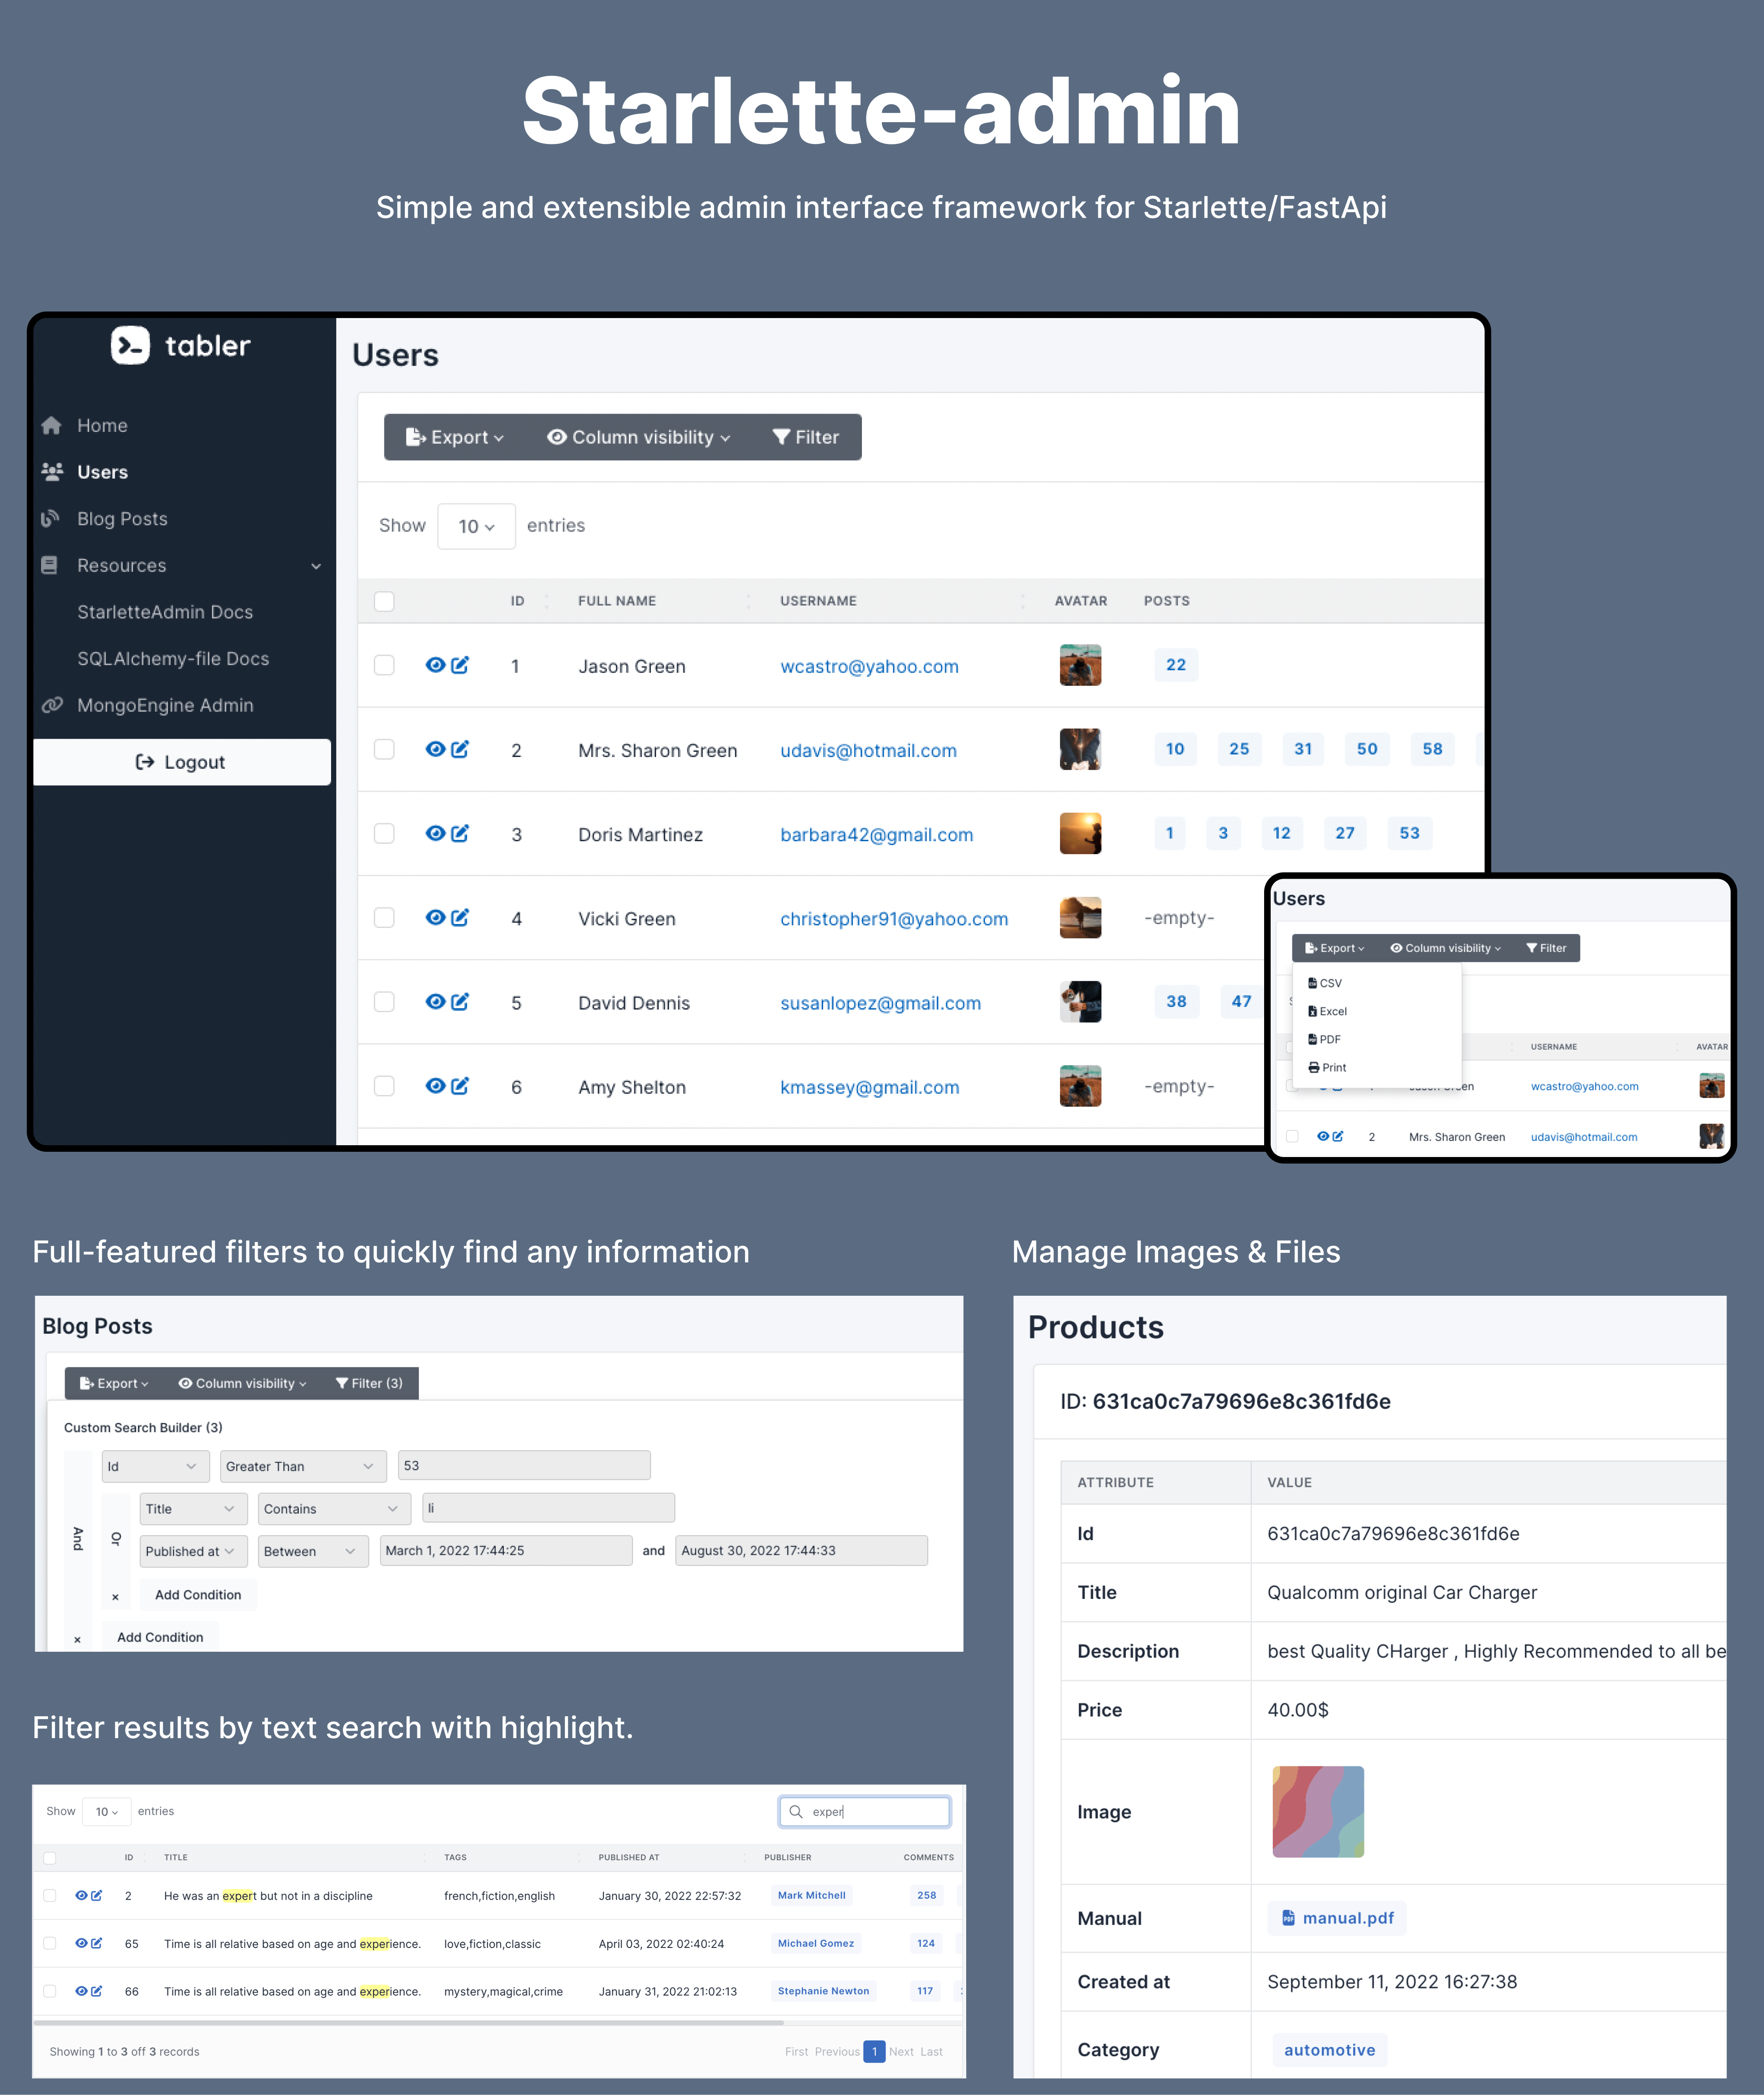 Starlette-admin
Simple and extensible admin interface framework for Starlette/FastApi
tabler
Home
Users
Blog Posts
Resources
StarletteAdmin Docs
SQLAlchemy-file Docs
MongoEngine Admin
Logout
Users
Export Column visibility Filter
Show 10 entries
ID FULL NAME USERNAME AVATAR POSTS
1 Jason Green wcastro@yahoo.com 22
2 Mrs. Sharon Green udavis@hotmail.com 10 25 31 50 58
3 Doris Martinez barbara42@gmail.com 1 3 12 27 53
4 Vicki Green christopher91@yahoo.com -empty-
5 David Dennis susanlopez@gmail.com 38 47
6 Amy Shelton kmassey@gmail.com -empty-
Users
Export Column visibility Filter
CSV
Excel
PDF
Print
USERNAME AVATAR
wcastro@yahoo.com
2 Mrs. Sharon Green udavis@hotmail.com
Full-featured filters to quickly find any information
Blog Posts
Export Column visibility Filter (3)
Custom Search Builder (3)
And
Id Greater Than 53
Or
Title Contains li
Published at Between March 1, 2022 17:44:25 and August 30, 2022 17:44:33
× Add Condition
× Add Condition
Filter results by text search with highlight.
Show 10 entries exper
ID TITLE TAGS PUBLISHED AT PUBLISHER COMMENTS
2 He was an expert but not in a discipline french,fiction,english January 30, 2022 22:57:32 Mark Mitchell 258
65 Time is all relative based on age and experience. love,fiction,classic April 03, 2022 02:40:24 Michael Gomez 124
66 Time is all relative based on age and experience. mystery,magical,crime January 31, 2022 21:02:13 Stephanie Newton 117
Showing 1 to 3 off 3 records First Previous 1 Next Last
Manage Images & Files
Products
ID: 631ca0c7a79696e8c361fd6e
ATTRIBUTE VALUE
Id 631ca0c7a79696e8c361fd6e
Title Qualcomm original Car Charger
Description best Quality CHarger , Highly Recommended to all be
Price 40.00$
Image
Manual manual.pdf
Created at September 11, 2022 16:27:38
Category automotive